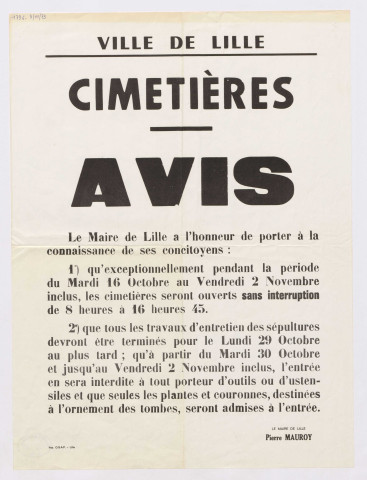 VILLE DE LILLE
CIMETIÈRES
AVIS
Le Maire de Lille a l'honneur de porter à la
connaissance de ses concitoyens :
1°) qu'exceptionnellement pendant la periode
du Mardi 16 Octobre au Vendredi 2 Novembre
inclus, les cimetières seront ouverts sans interruption
de 8 heures à 16 heures 45.
2°) que tous les travaux d'entretien des sépultures
devront être terminés pour le Lundi 29 Octobre
au plus tard ; qu'à partir du Mardi 30 Octobre
et jusqu'au Vendredi 2 Novembre inclus, l'entrée
en sera interdite à tout porteur d'outils ou d'usten-
siles et que seules les plantes et couronnes, destinées
à l'ornement des tombes, seront admises à l'entrée.
LE MAIRE DE LILLE
Pierre MAUROY